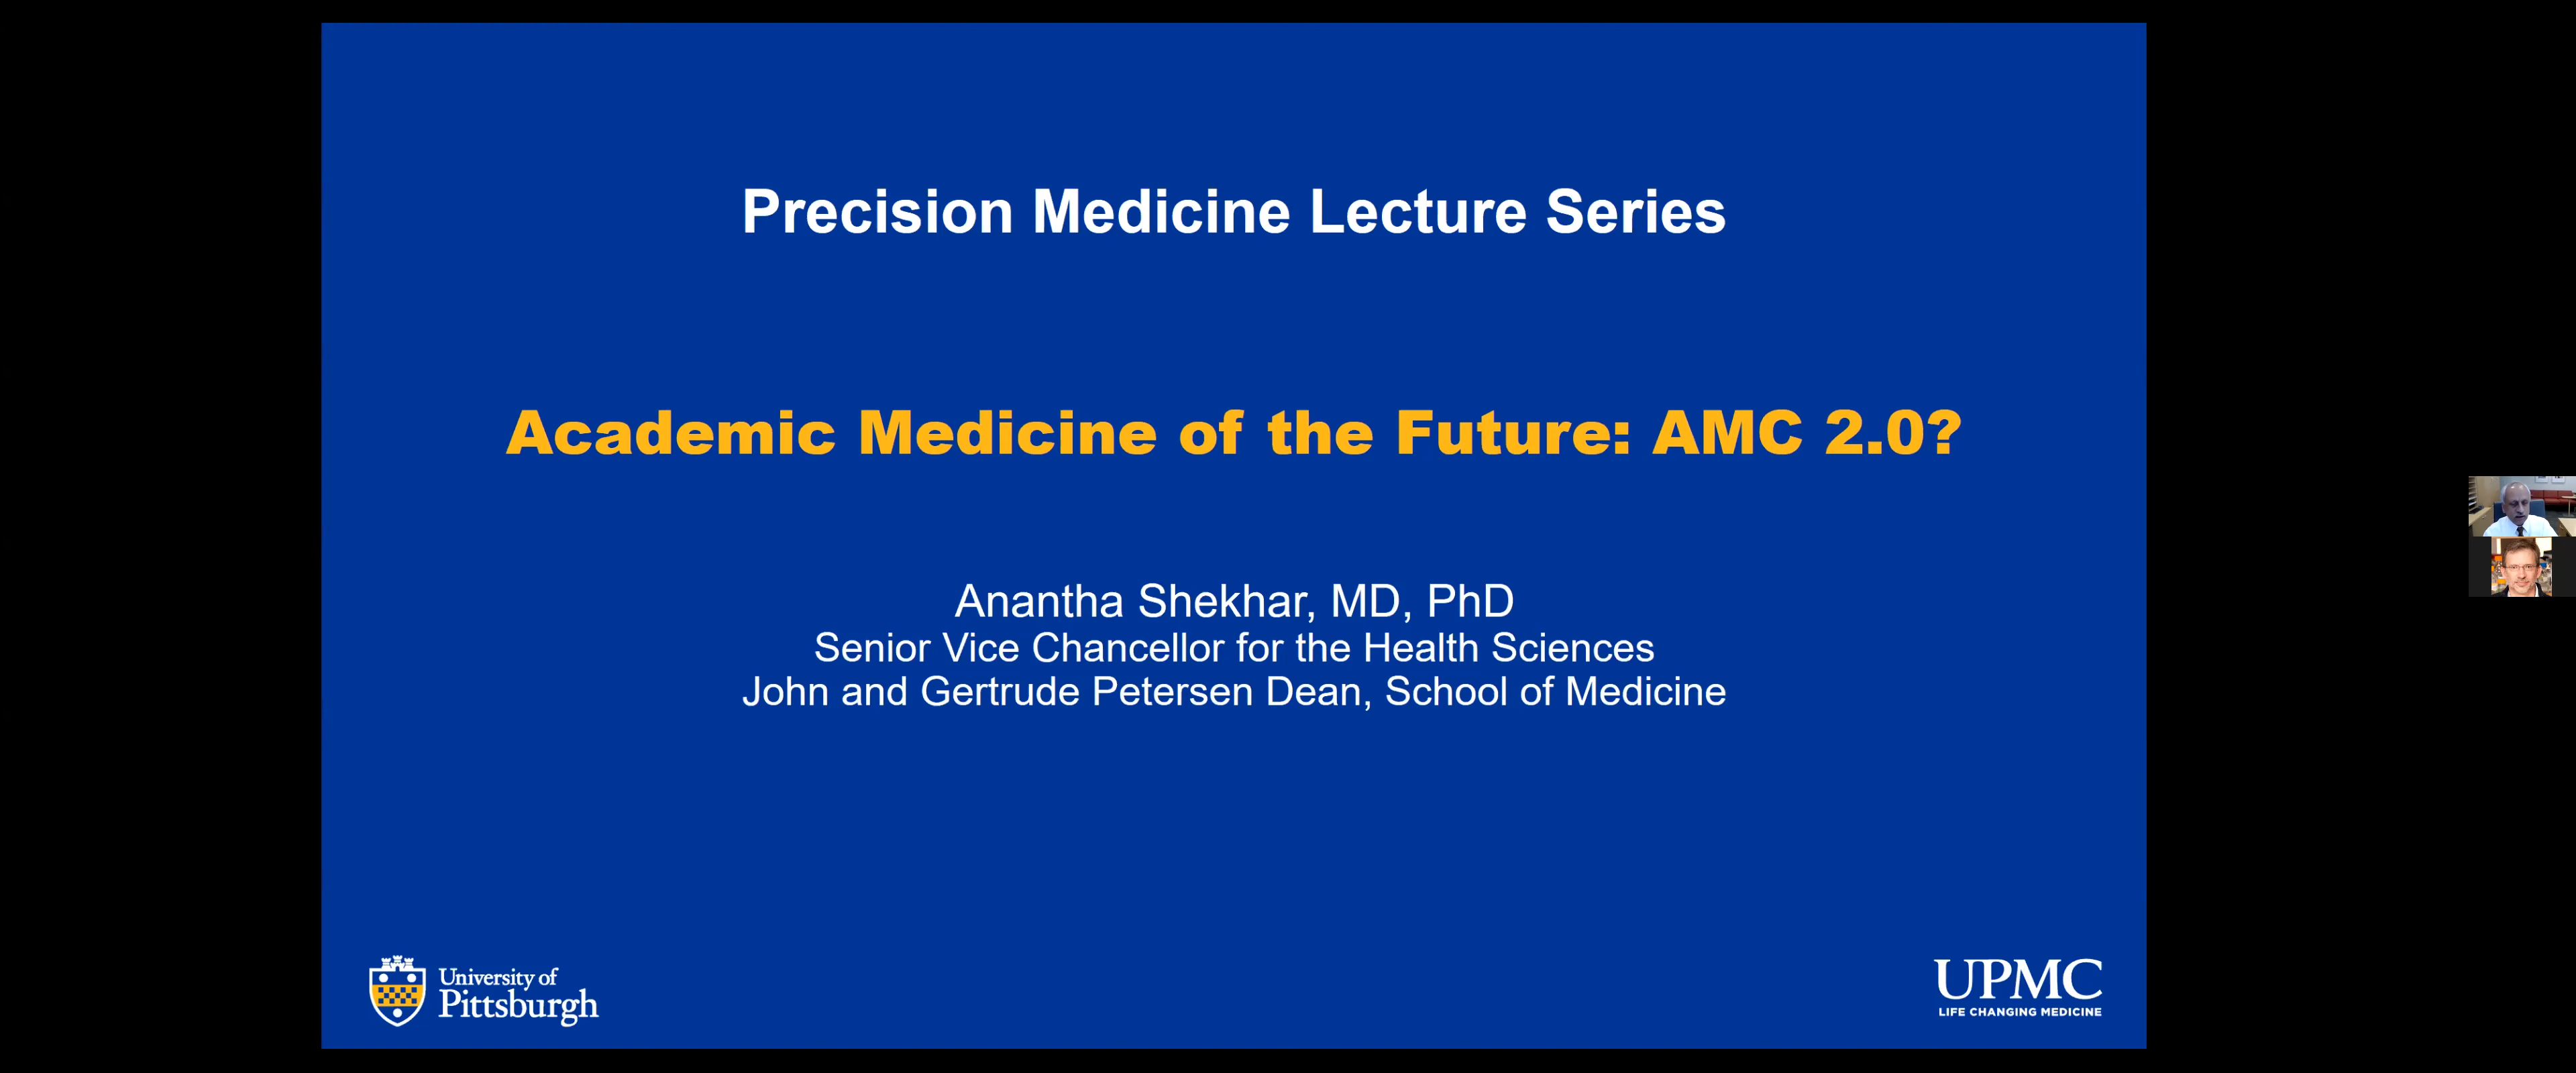 Precision Medicine Lecture Series
Academic Medicine of the Future: AMC 2.0?
Anantha Shekhar, MD, PhD
Senior Vice Chancellor for the Health Sciences
John and Gertrude Petersen Dean, School of Medicine
University of
Pittsburgh
UPMC
LIFE CHANGING MEDICINE